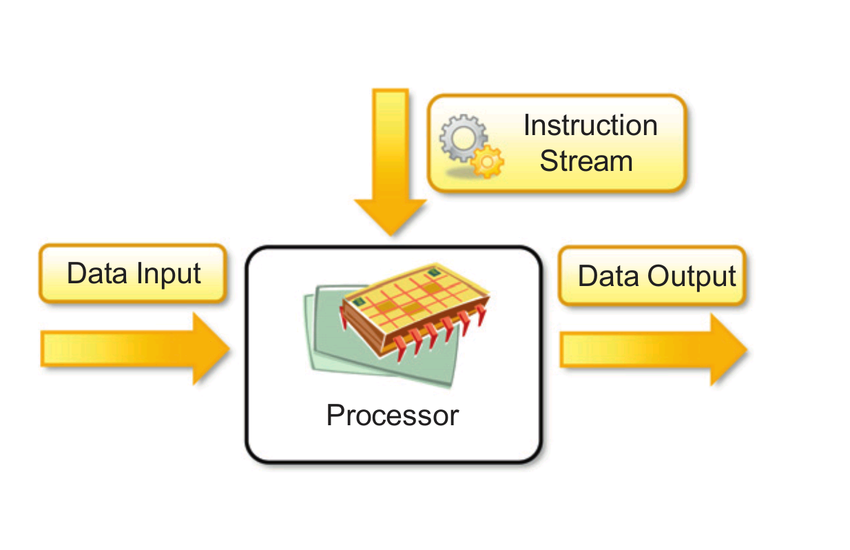 Instruction
Stream
Data Input
Data Output
Processor